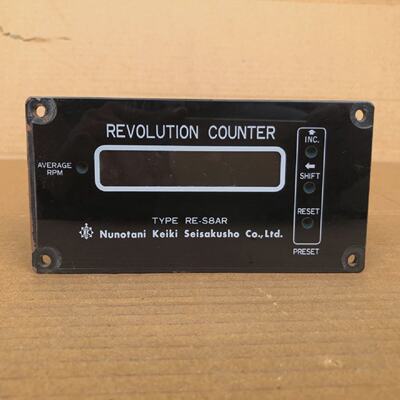 REVOLUTION COUNTER
INC.
AVERAGE
RPM
SHIFT
RESET
TYPE RE-S8AR
Nunotani Keiki Seisakusho Co.,Ltd.
PRESET